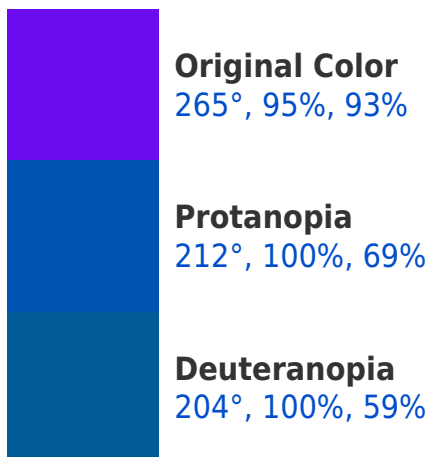 Original Color
265°, 95%, 93%
Protanopia
212°, 100%, 69%
Deuteranopia
204°, 100%, 59%